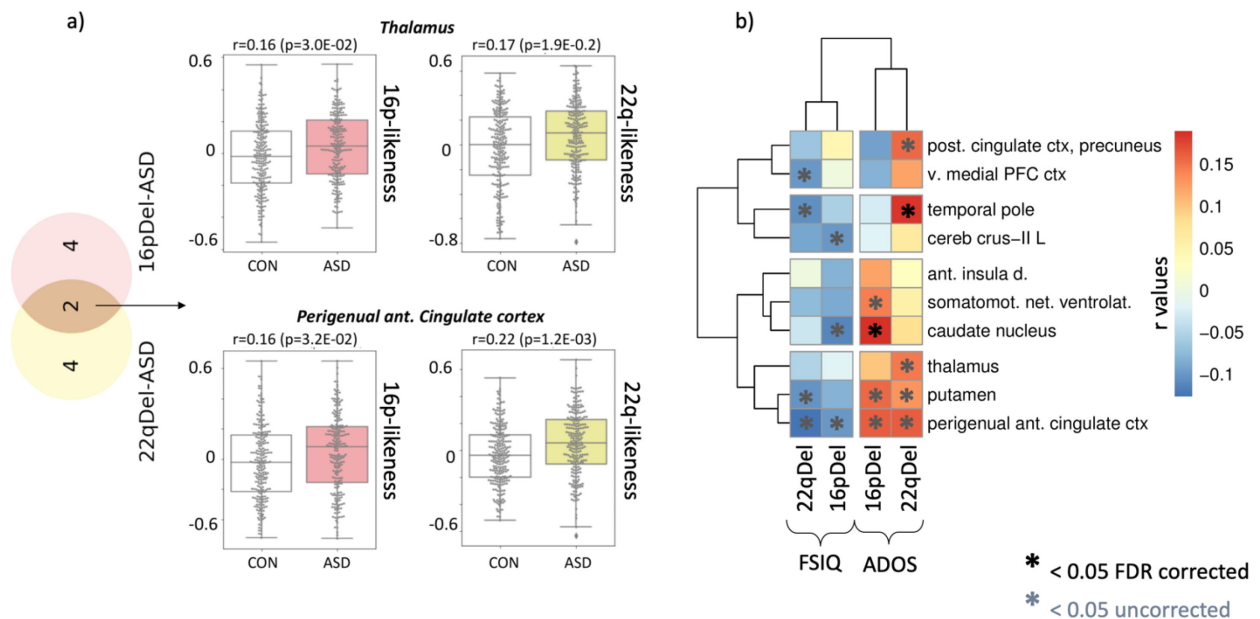 a)
Thalamus
r=0.16 (p=3.0E-02)
r=0.17 (p=1.9E-0.2)
0.6
0
-0.6
CON
ASD
16p-likeness
0.6
0
-0.8
CON
ASD
22q-likeness
16pDel-ASD
22qDel-ASD
4
2
4
Perigenual ant. Cingulate cortex
r=0.16 (p=3.2E-02)
r=0.22 (p=1.2E-03)
0.6
0
-0.6
CON
ASD
16p-likeness
0.6
0
-0.6
CON
ASD
22q-likeness
b)
post. cingulate ctx, precuneus
v. medial PFC ctx
temporal pole
cereb crus-II L
ant. insula d.
somatomot. net. ventrolat.
caudate nucleus
thalamus
putamen
perigenual ant. cingulate ctx
22qDel
16pDel
16pDel
22qDel
FSIQ
ADOS
r values
0.15
0.1
0.05
0
-0.05
-0.1
* < 0.05 FDR corrected
* < 0.05 uncorrected